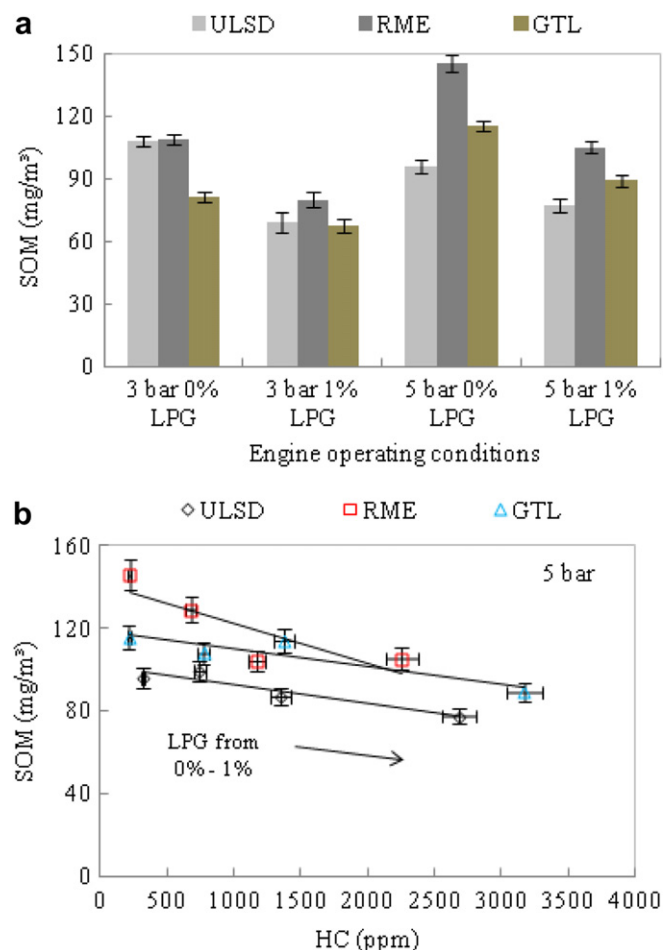 a
ULSD RME GTL
150
120
90
60
30
0
SOM (mg/m³)
3 bar 0% 3 bar 1% 5 bar 0% 5 bar 1%
LPG LPG LPG LPG
Engine operating conditions
b
ULSD RME GTL
160
120
80
40
0
SOM (mg/m³)
5 bar
LPG from
0% - 1%
0 500 1000 1500 2000 2500 3000 3500 4000
HC (ppm)